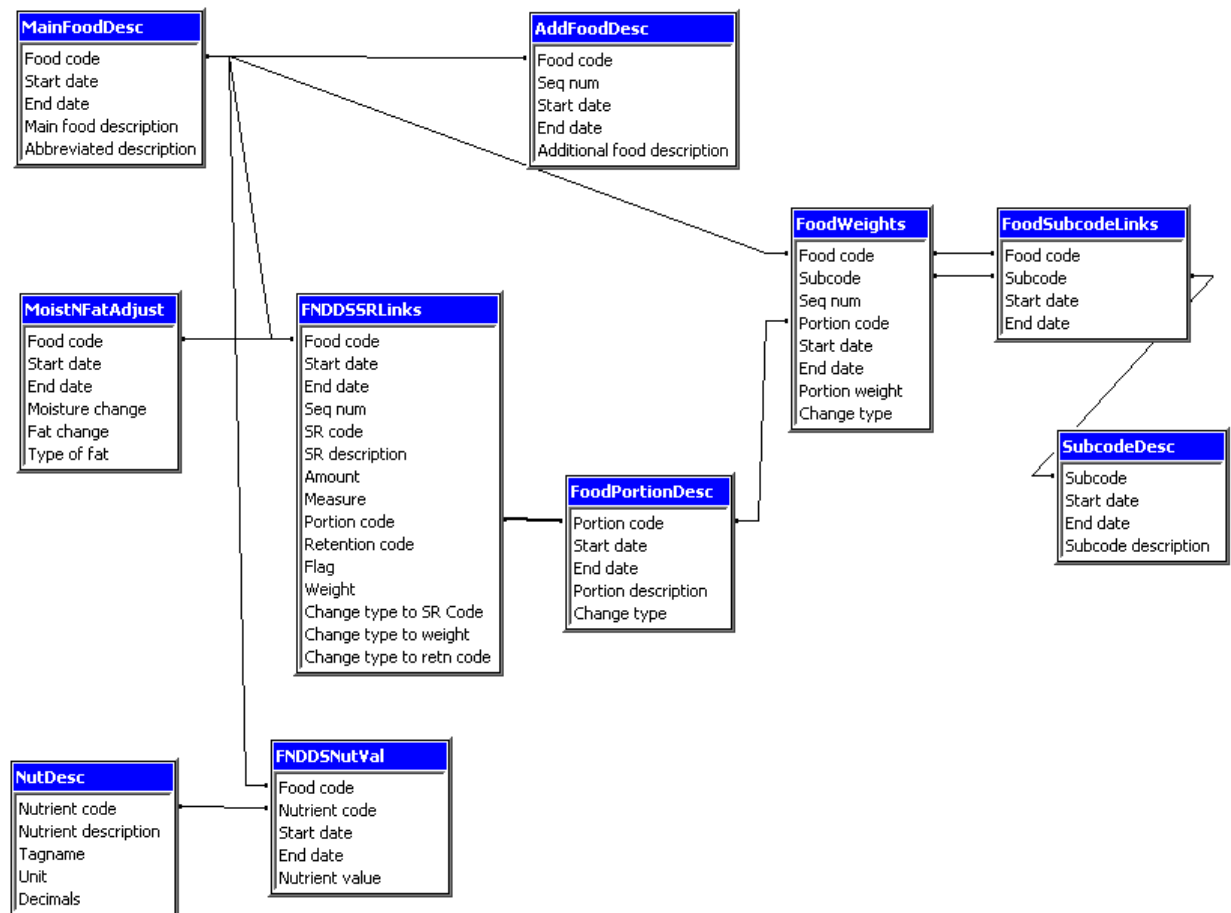 MainFoodDesc
Food code
Start date
End date
Main food description
Abbreviated description
AddFoodDesc
Food code
Seq num
Start date
End date
Additional food description
FoodWeights
Food code
Subcode
Seq num
Portion code
Start date
End date
Portion weight
Change type
FoodSubcodeLinks
Food code
Subcode
Start date
End date
MoistNFatAdjust
Food code
Start date
End date
Moisture change
Fat change
Type of fat
FNDDSSRLinks
Food code
Start date
End date
Seq num
SR code
SR description
Amount
Measure
Portion code
Retention code
Flag
Weight
Change type to SR Code
Change type to weight
Change type to retn code
FoodPortionDesc
Portion code
Start date
End date
Portion description
Change type
SubcodeDesc
Subcode
Start date
End date
Subcode description
NutDesc
Nutrient code
Nutrient description
Tagname
Unit
Decimals
FNDDSNutVal
Food code
Nutrient code
Start date
End date
Nutrient value